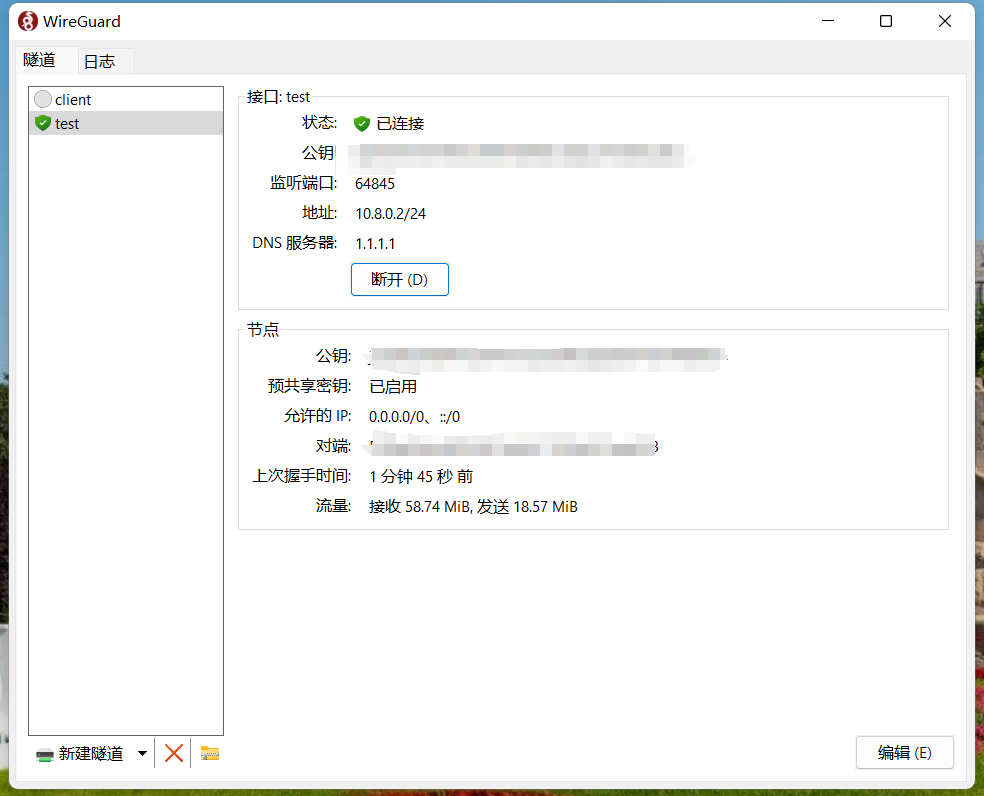 WireGuard
隧道 日志
client
test
接口: test
状态: 已连接
公钥:
监听端口: 64845
地址: 10.8.0.2/24
DNS 服务器: 1.1.1.1
断开 (D)
节点
公钥:
预共享密钥: 已启用
允许的 IP: 0.0.0.0/0、::/0
对端:
上次握手时间: 1 分钟 45 秒 前
流量: 接收 58.74 MiB, 发送 18.57 MiB
新建隧道
编辑 (E)